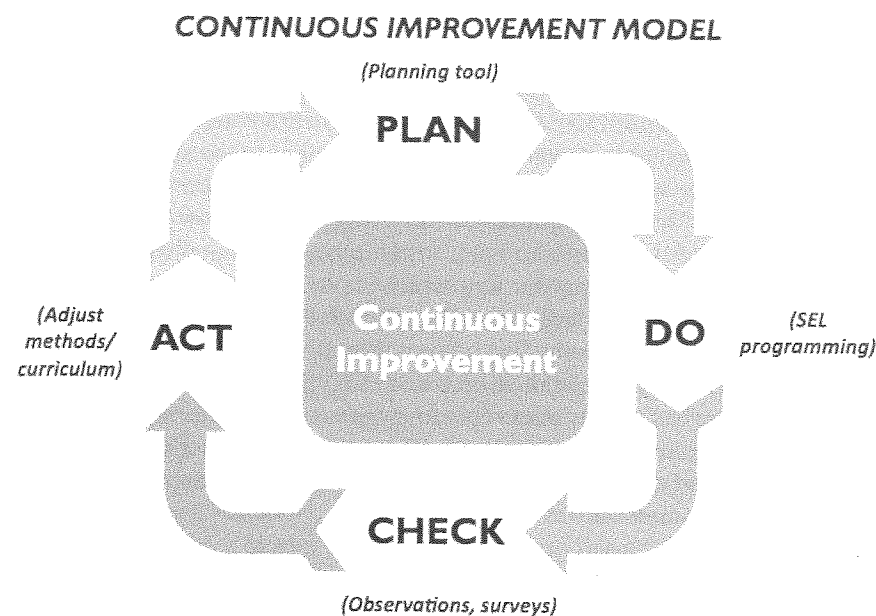 CONTINUOUS IMPROVEMENT MODEL
(Planning tool)
PLAN
DO
(SEL
programming)
CHECK
(Observations, surveys)
ACT
(Adjust
methods/
curriculum)
Continuous
Improvement